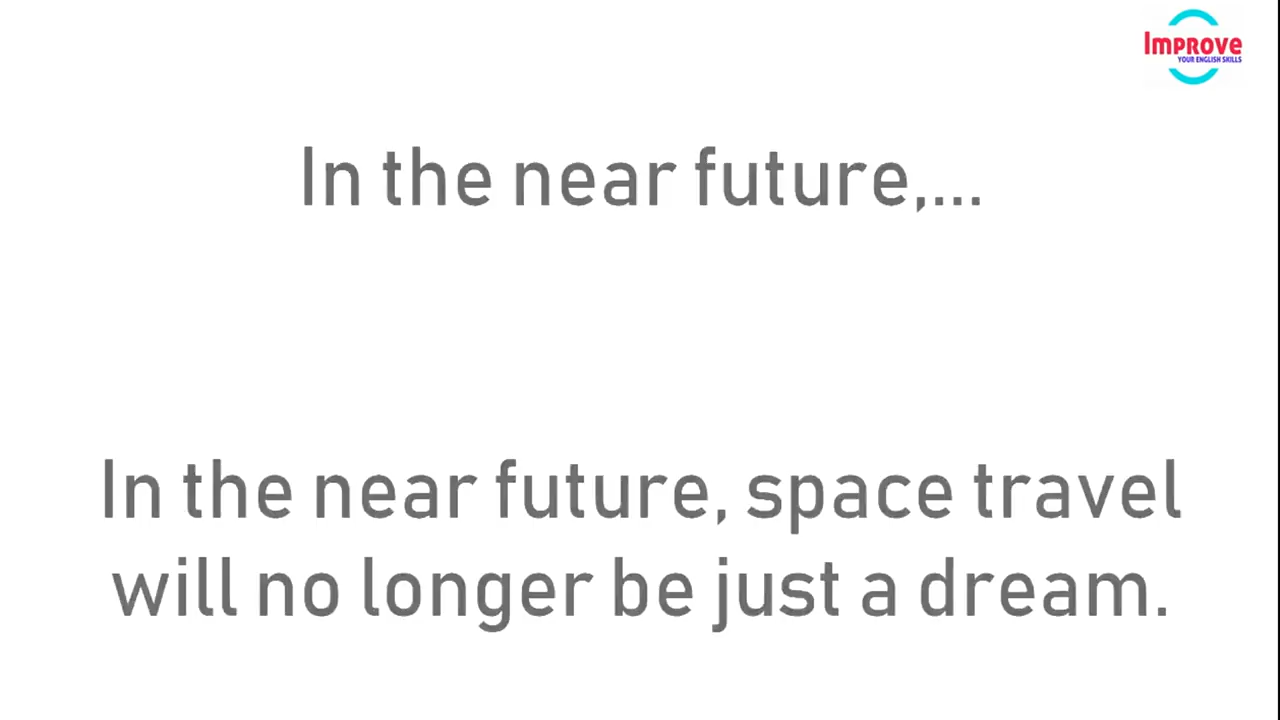 Improve
YOUR ENGLISH SKILLS
In the near future,...
In the near future, space travel
will no longer be just a dream.